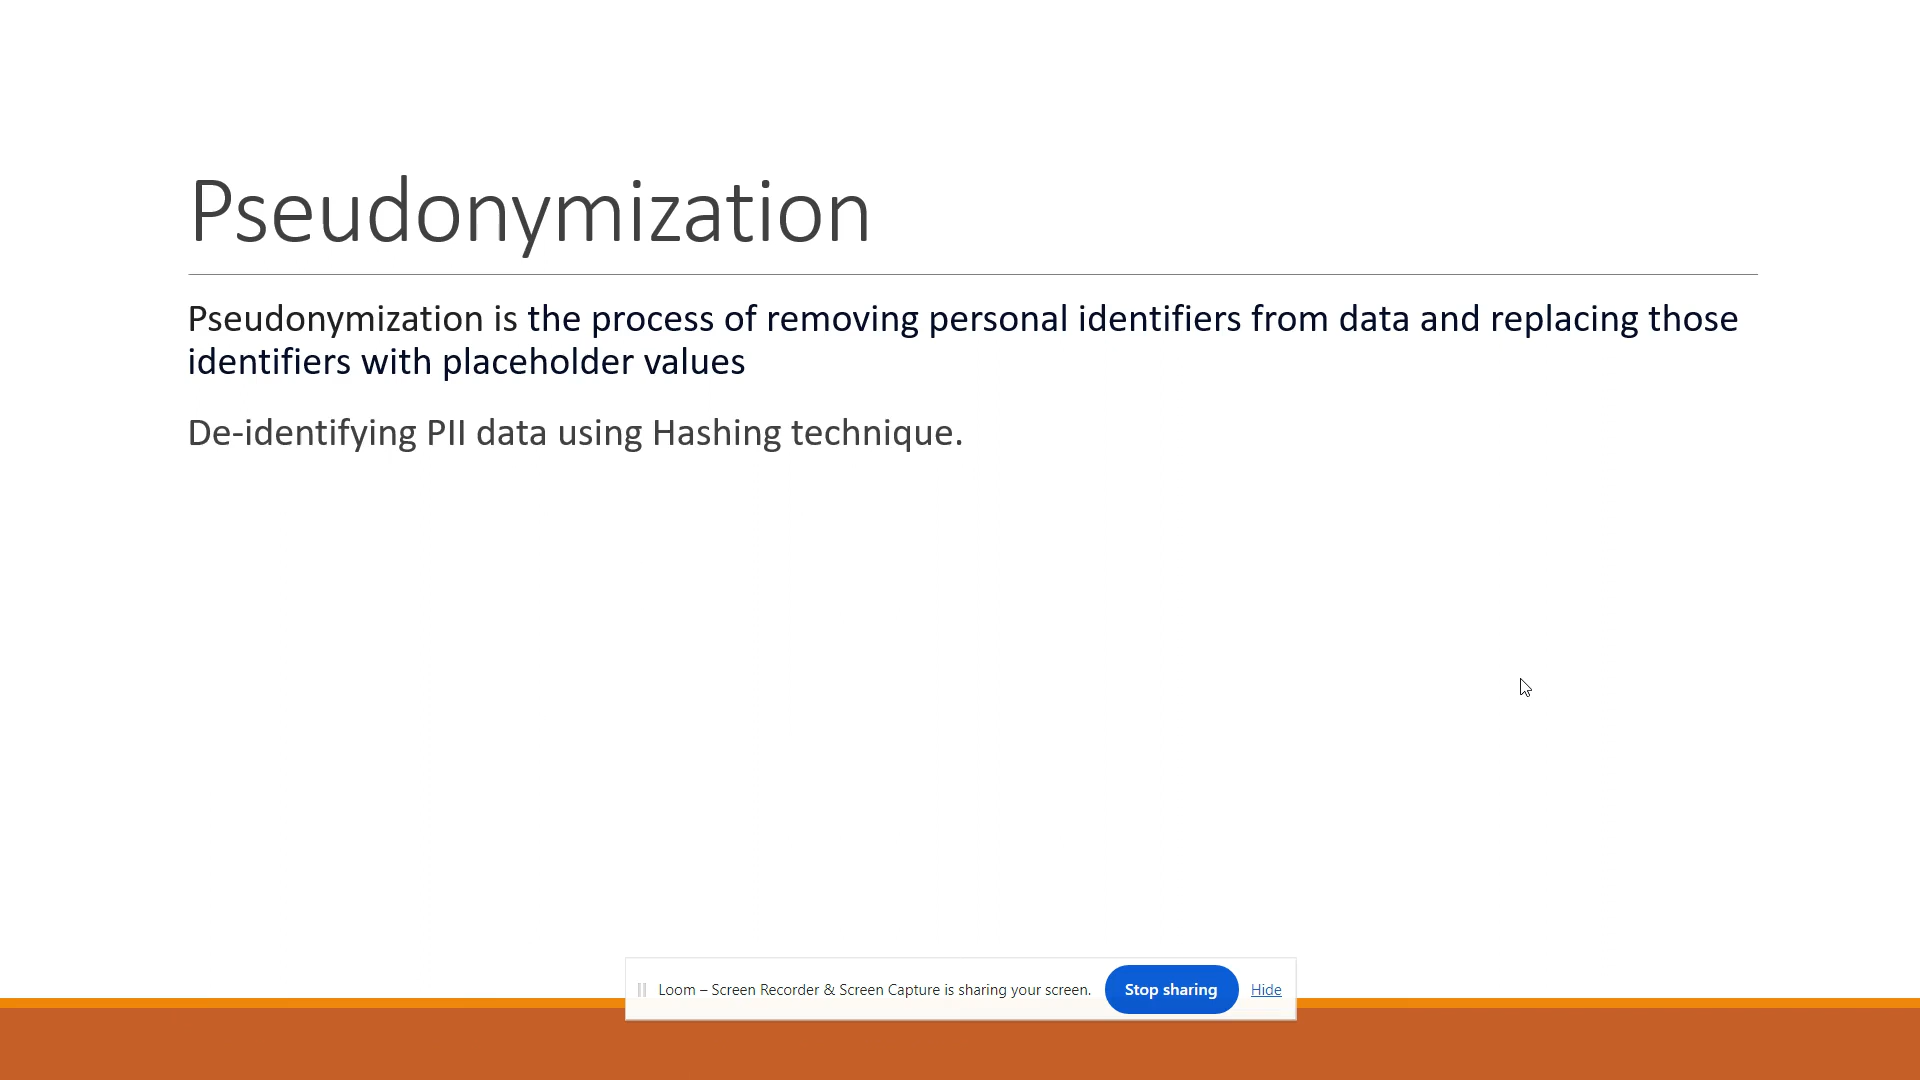 Pseudonymization
Pseudonymization is the process of removing personal identifiers from data and replacing those
identifiers with placeholder values
De-identifying PII data using Hashing technique.
Loom – Screen Recorder & Screen Capture is sharing your screen. Stop sharing Hide